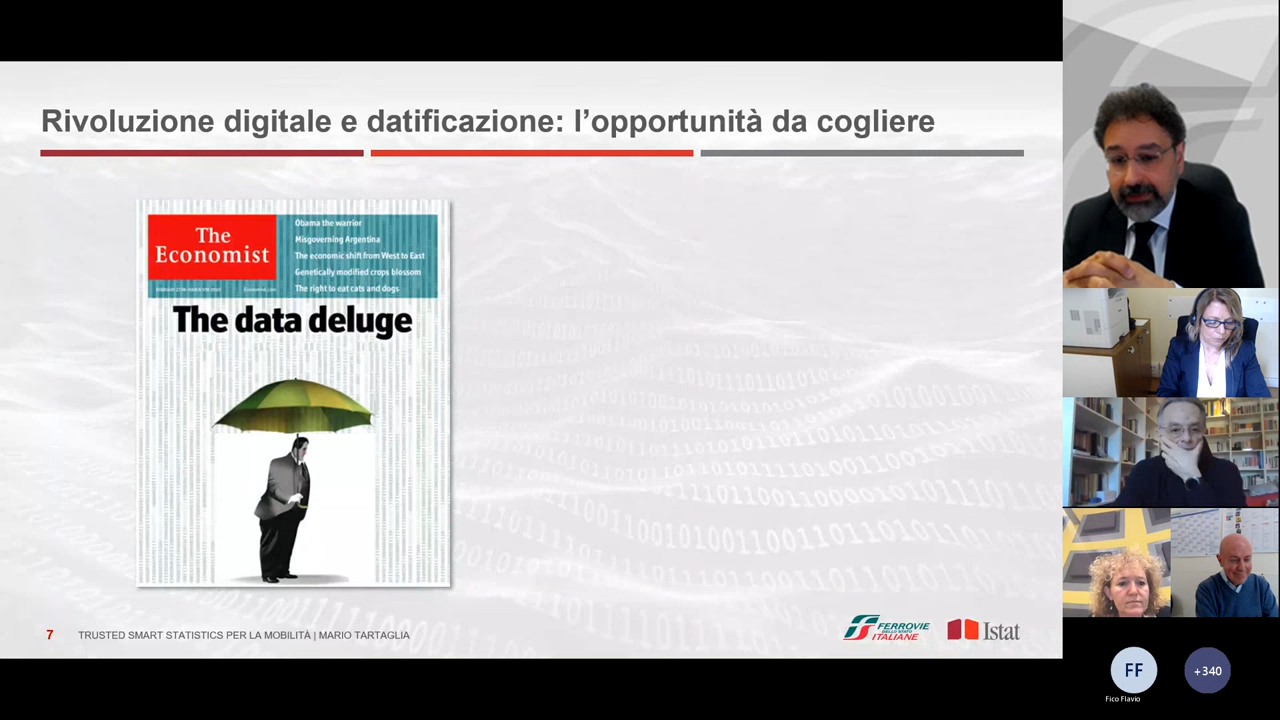 Rivoluzione digitale e datificazione: l’opportunità da cogliere
The
Economist
Obama the warrior
Misgoverning Argentina
The economic shift from West to East
Genetically modified crops blossom
The right to eat cats and dogs
Economist.com
The data deluge
7 TRUSTED SMART STATISTICS PER LA MOBILITÀ | MARIO TARTAGLIA
FERROVIE
DELLO STATO
ITALIANE
Istat
FF
+340
Fico Flavio